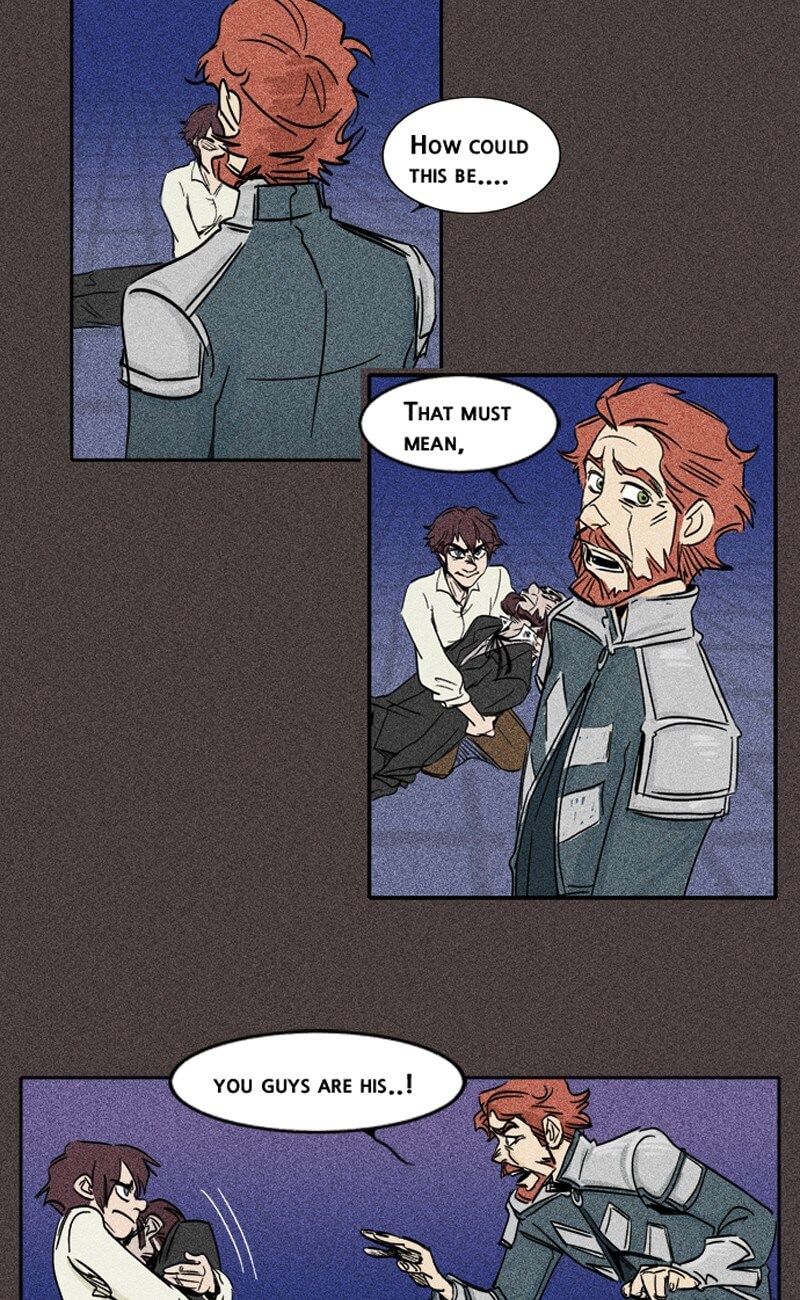 How could
this be....
That must
mean,
you guys are his..!